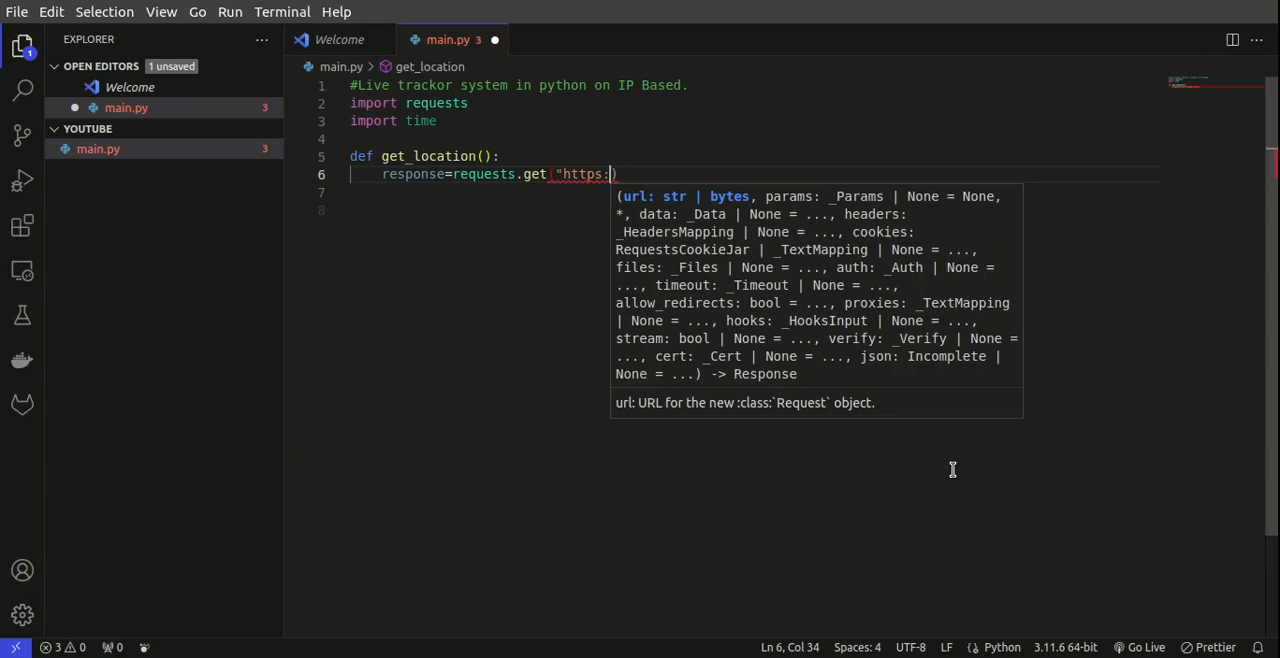 File Edit Selection View Go Run Terminal Help
EXPLORER ...
OPEN EDITORS 1 unsaved
Welcome
main.py 3
YOUTUBE
main.py 3
1
Welcome main.py 3
main.py > get_location
1 #Live trackor system in python on IP Based.
2 import requests
3 import time
4
5 def get_location():
6 response=requests.get("https:)
7
8
(url: str | bytes, params: _Params | None = None,
*, data: _Data | None = ..., headers:
_HeadersMapping | None = ..., cookies:
RequestsCookieJar | _TextMapping | None = ...,
files: _Files | None = ..., auth: _Auth | None =
..., timeout: _Timeout | None = ...,
allow_redirects: bool = ..., proxies: _TextMapping
| None = ..., hooks: _HooksInput | None = ...,
stream: bool | None = ..., verify: _Verify | None =
..., cert: _Cert | None = ..., json: Incomplete |
None = ...) -> Response
url: URL for the new :class:`Request` object.
3 0 0 Ln 6, Col 34 Spaces: 4 UTF-8 LF Python 3.11.6 64-bit Go Live Prettier